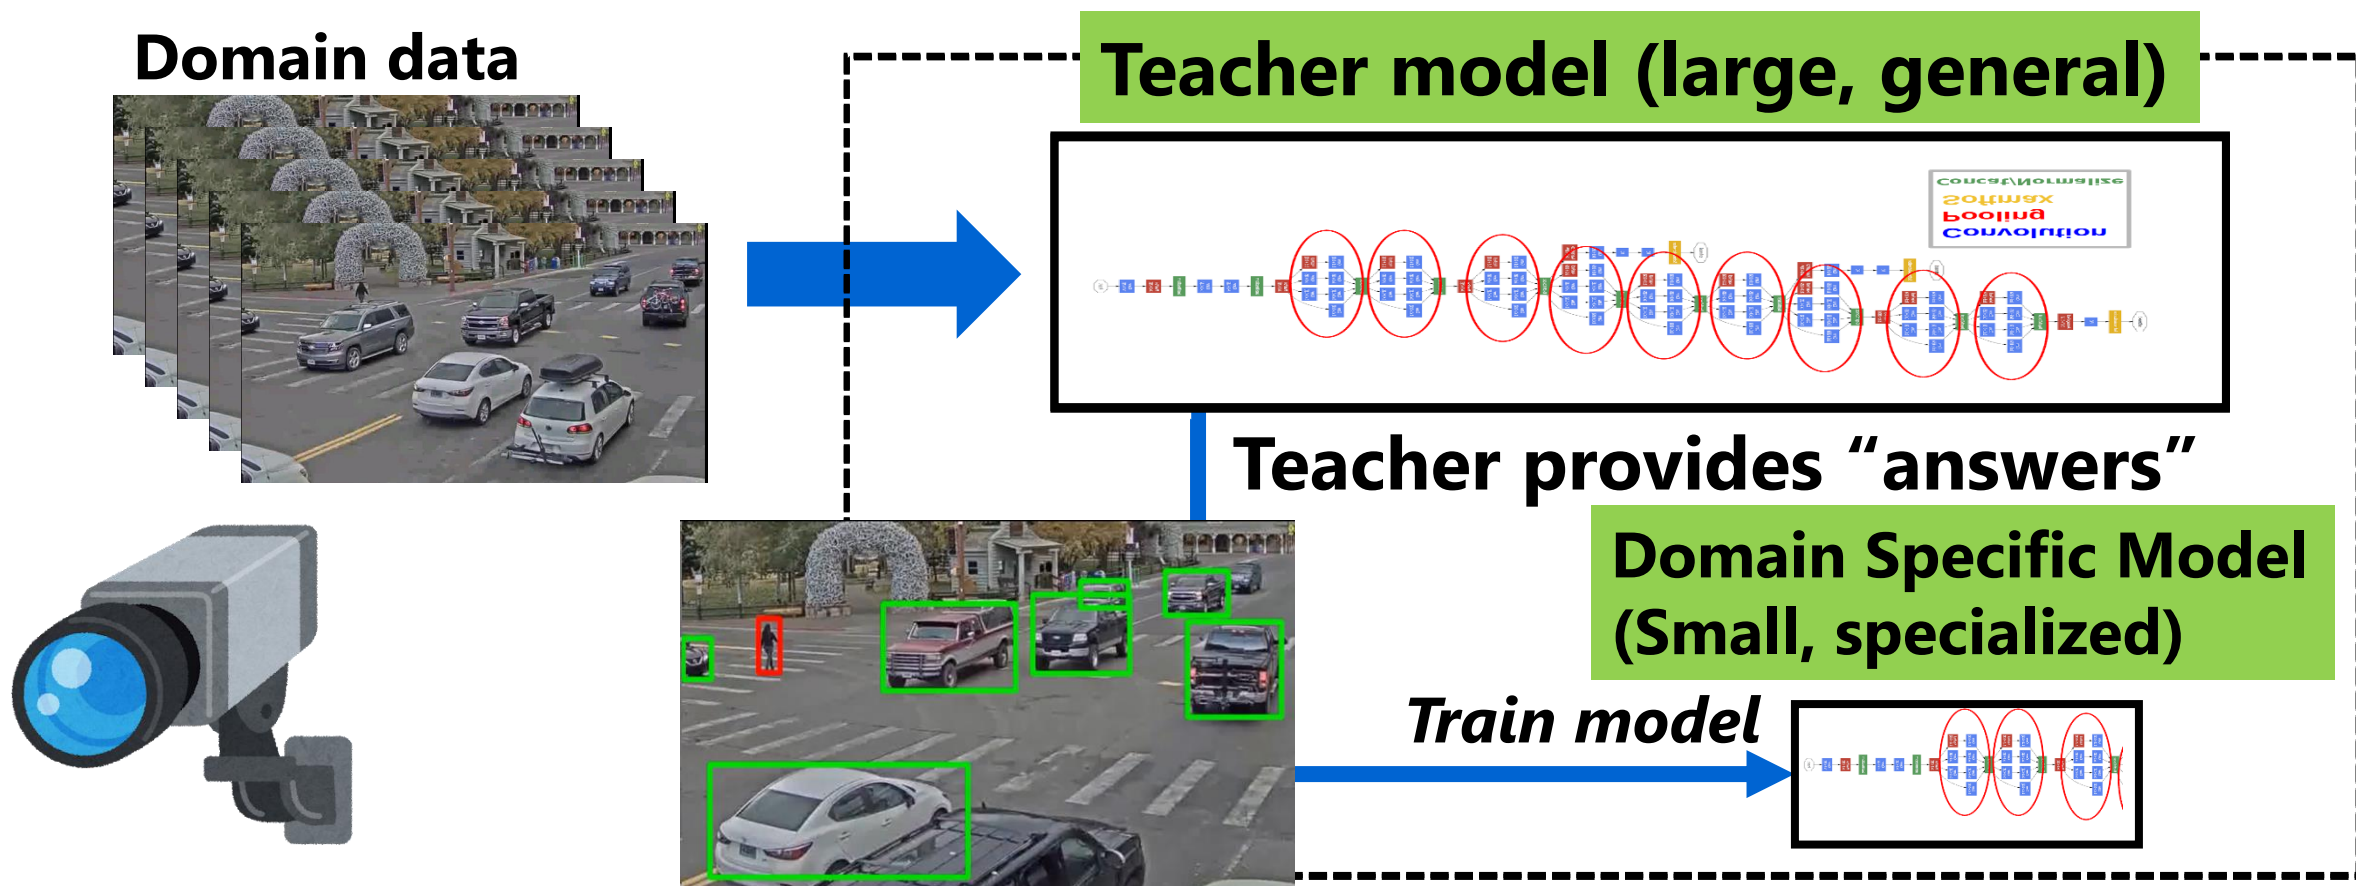 Domain data
Teacher model (large, general)
Concat/Normalize
Softmax
Pooling
Convolution
Teacher provides “answers”
Domain Specific Model
(Small, specialized)
Train model